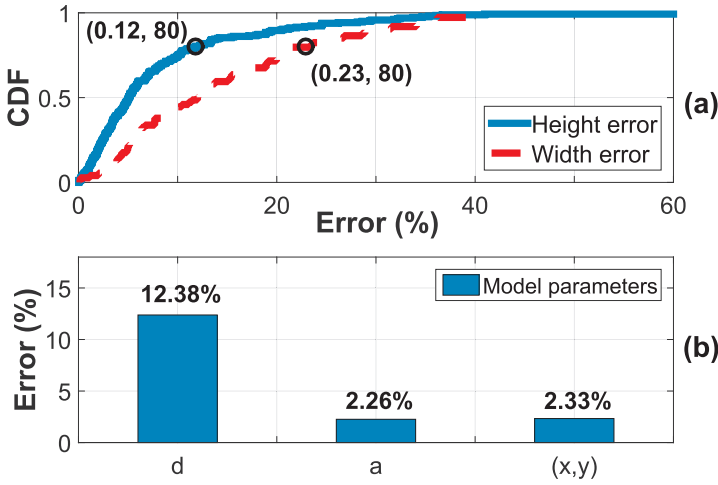 1
(0.12, 80)
CDF
0.5
(0.23, 80)
(a)
Height error
Width error
0
0
20
40
60
Error (%)
15
12.38%
Model parameters
Error (%)
10
(b)
5
2.26%
2.33%
0
d
a
(x,y)